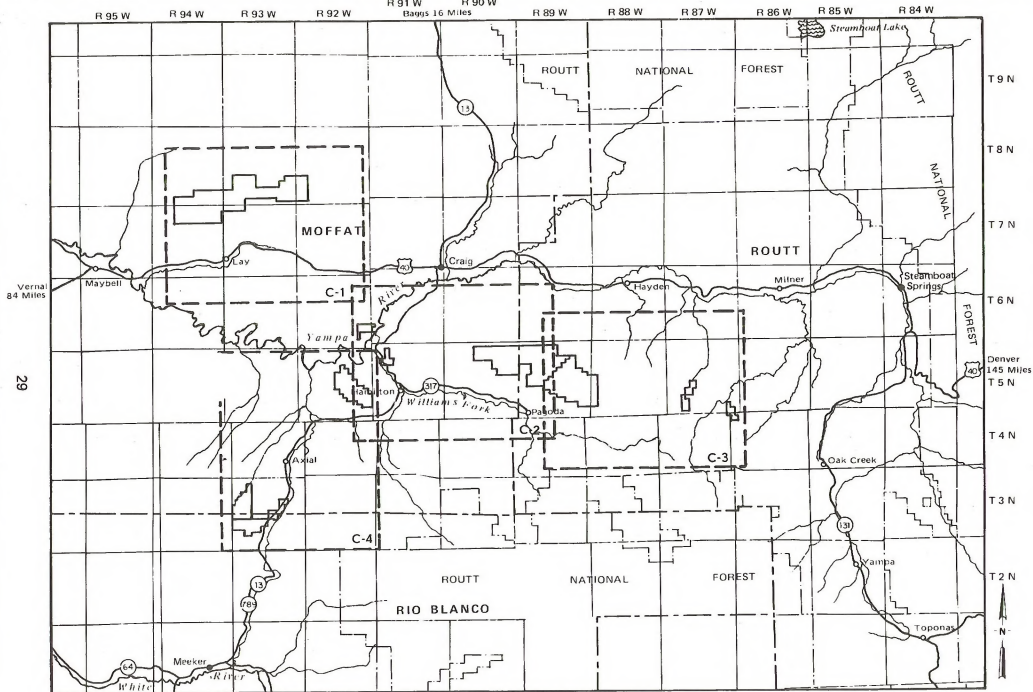 R 95 W R 94 W R 93 W R 92 W R 91 W R 90 W R 89 W R 88 W R 87 W R 86 W R 85 W R 84 W
Baggs 16 Miles
Steamboat Lake
ROUTT NATIONAL FOREST
ROUTT
T 9 N
13
T 8 N
NATIONAL
MOFFAT
T 7 N
ROUTT
Lay
40
Craig
Maybell
Vernal
84 Miles
C-1
River
Hayden
Milner
Steamboat
Springs
T 6 N
FOREST
Yampa
40
Denver
145 Miles
29
Hamilton
317
Williams Fork
Pagoda
T 5 N
C-2
T 4 N
Axial
C-3
Oak Creek
T 3 N
C-4
131
Yampa
ROUTT NATIONAL FOREST
T 2 N
13
789
RIO BLANCO
Toponas
N
64
Meeker
White River